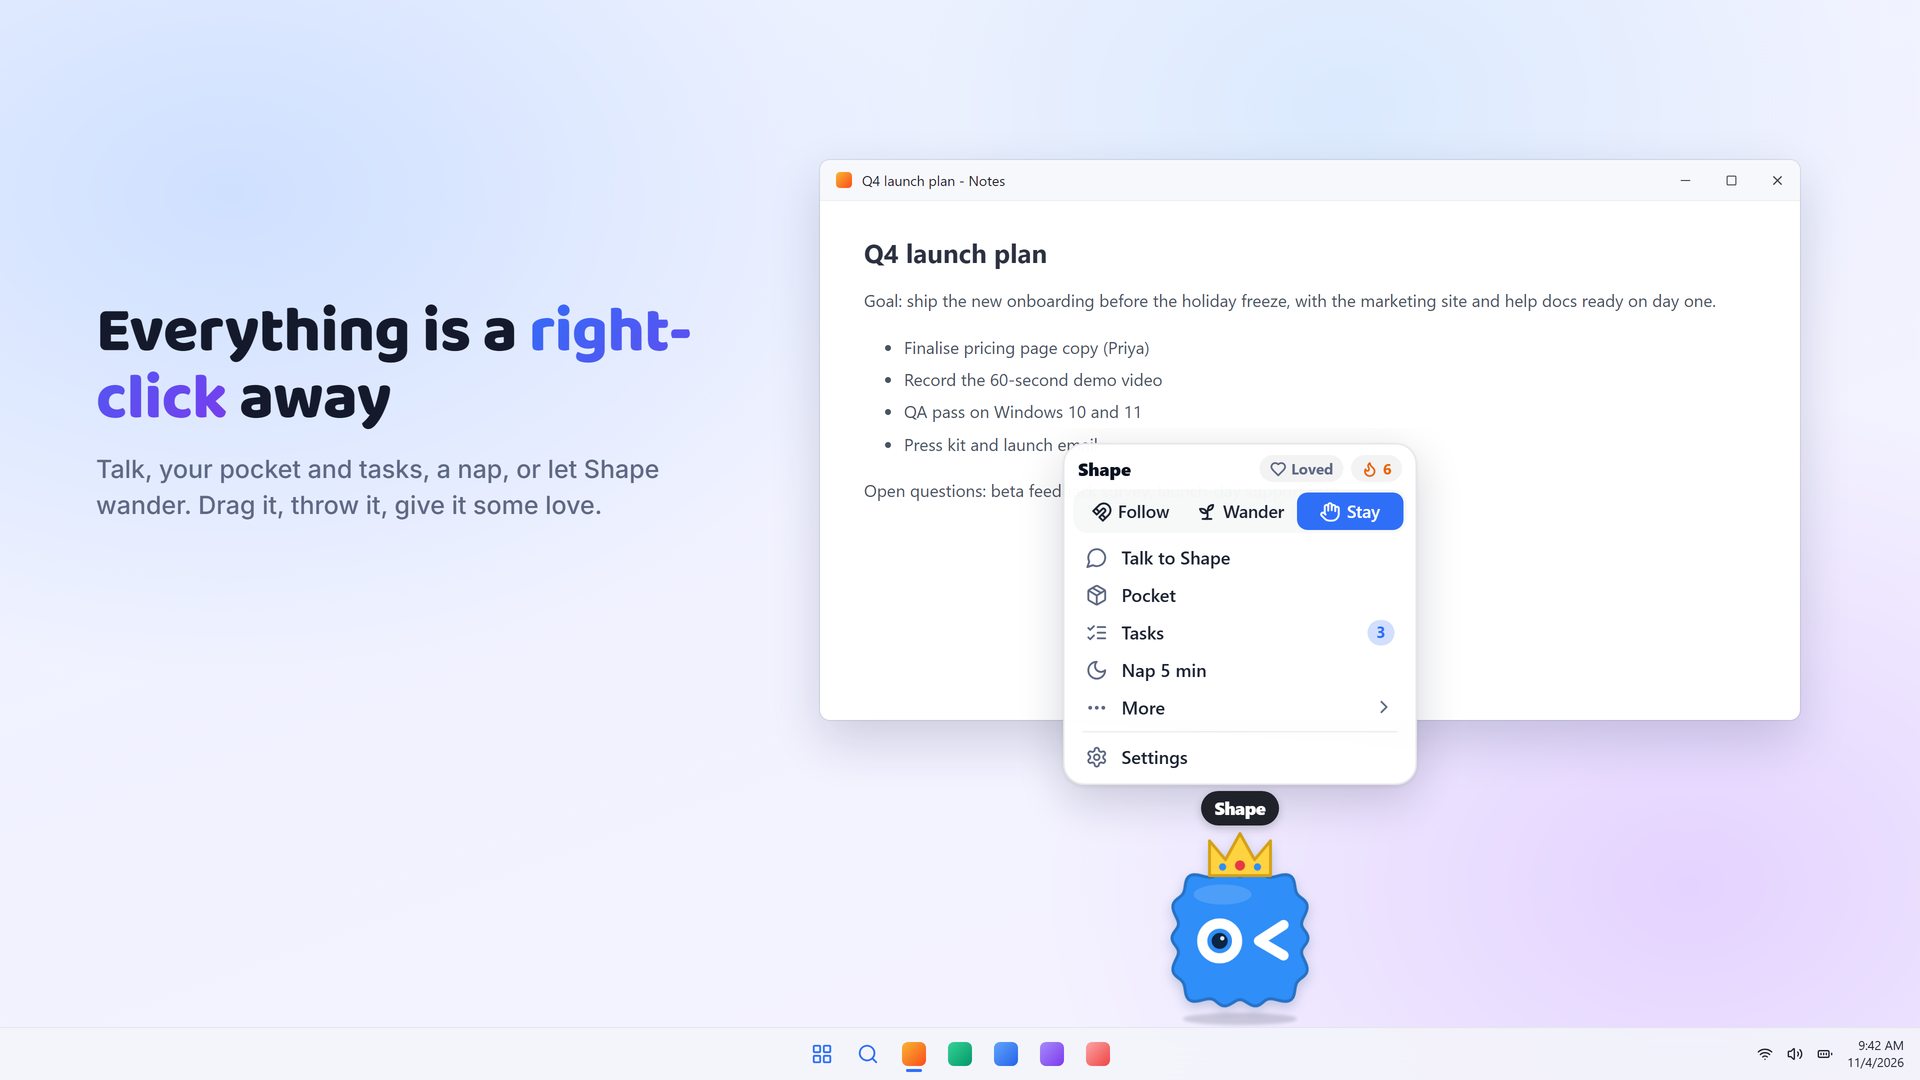 Everything is a right-
click away
Talk, your pocket and tasks, a nap, or let Shape
wander. Drag it, throw it, give it some love.
Q4 launch plan - Notes
Q4 launch plan
Goal: ship the new onboarding before the holiday freeze, with the marketing site and help docs ready on day one.
Finalise pricing page copy (Priya)
Record the 60-second demo video
QA pass on Windows 10 and 11
Press kit and launch email
Open questions: beta feed
Shape
Loved
6
Follow
Wander
Stay
Talk to Shape
Pocket
Tasks
3
Nap 5 min
More
Settings
Shape
9:42 AM
11/4/2026